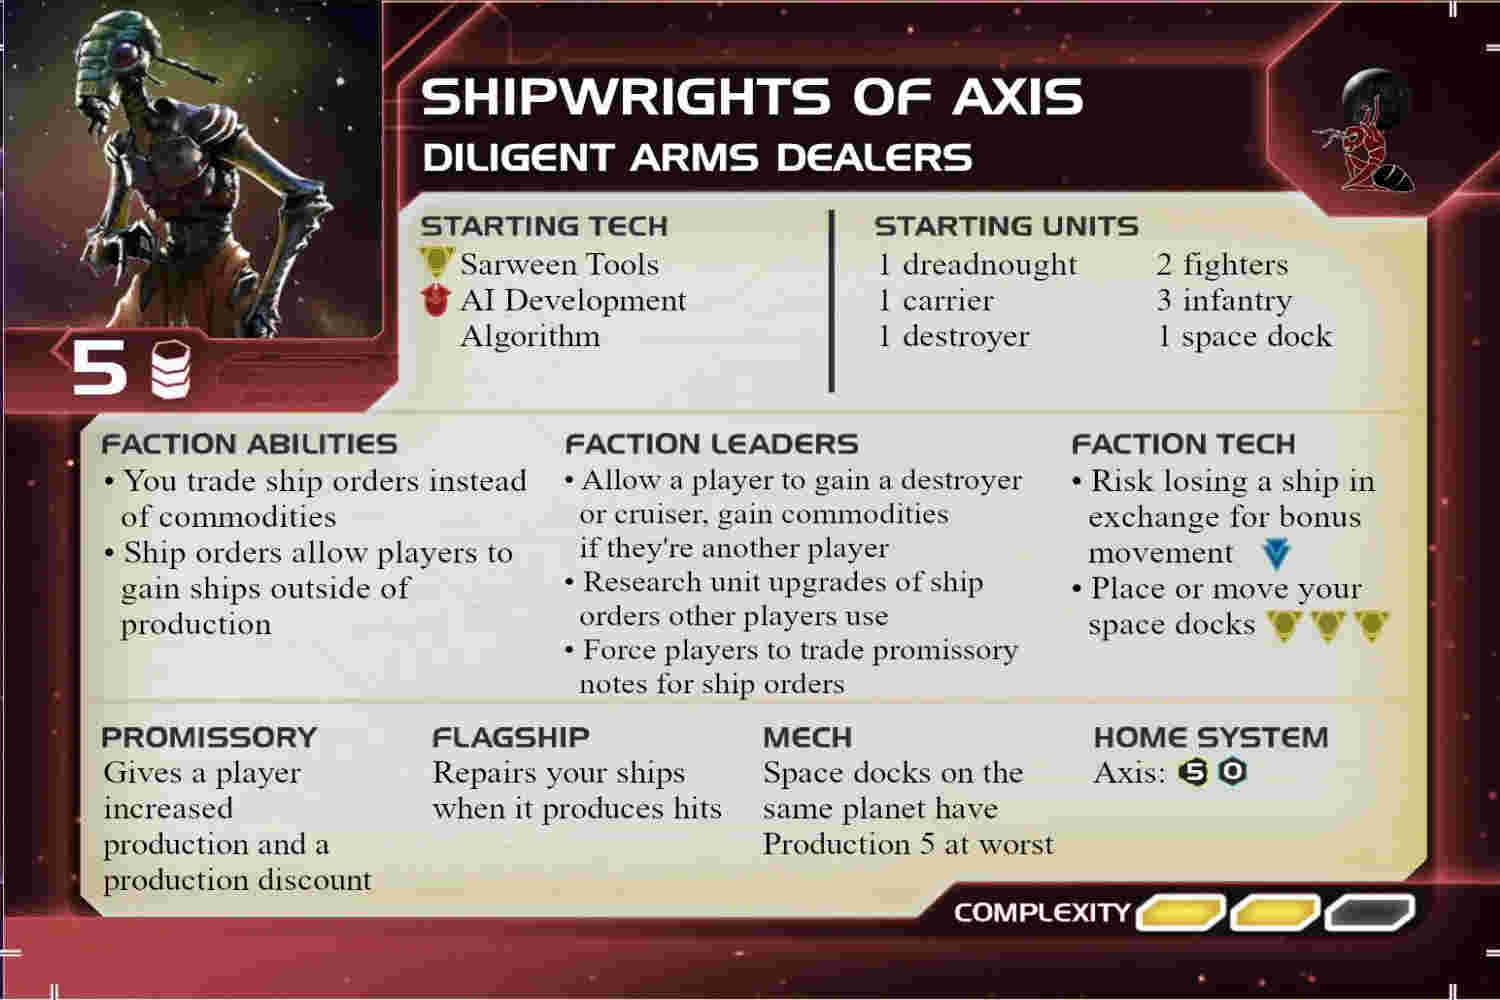 SHIPWRIGHTS OF AXIS
DILIGENT ARMS DEALERS
5
STARTING TECH
Sarween Tools
AI Development
Algorithm
STARTING UNITS
1 dreadnought
1 carrier
1 destroyer
2 fighters
3 infantry
1 space dock
FACTION ABILITIES
• You trade ship orders instead
of commodities
• Ship orders allow players to
gain ships outside of
production
FACTION LEADERS
• Allow a player to gain a destroyer
or cruiser, gain commodities
if they're another player
• Research unit upgrades of ship
orders other players use
• Force players to trade promissory
notes for ship orders
FACTION TECH
• Risk losing a ship in
exchange for bonus
movement
• Place or move your
space docks
PROMISSORY
Gives a player
increased
production and a
production discount
FLAGSHIP
Repairs your ships
when it produces hits
MECH
Space docks on the
same planet have
Production 5 at worst
HOME SYSTEM
Axis: 5 0
COMPLEXITY